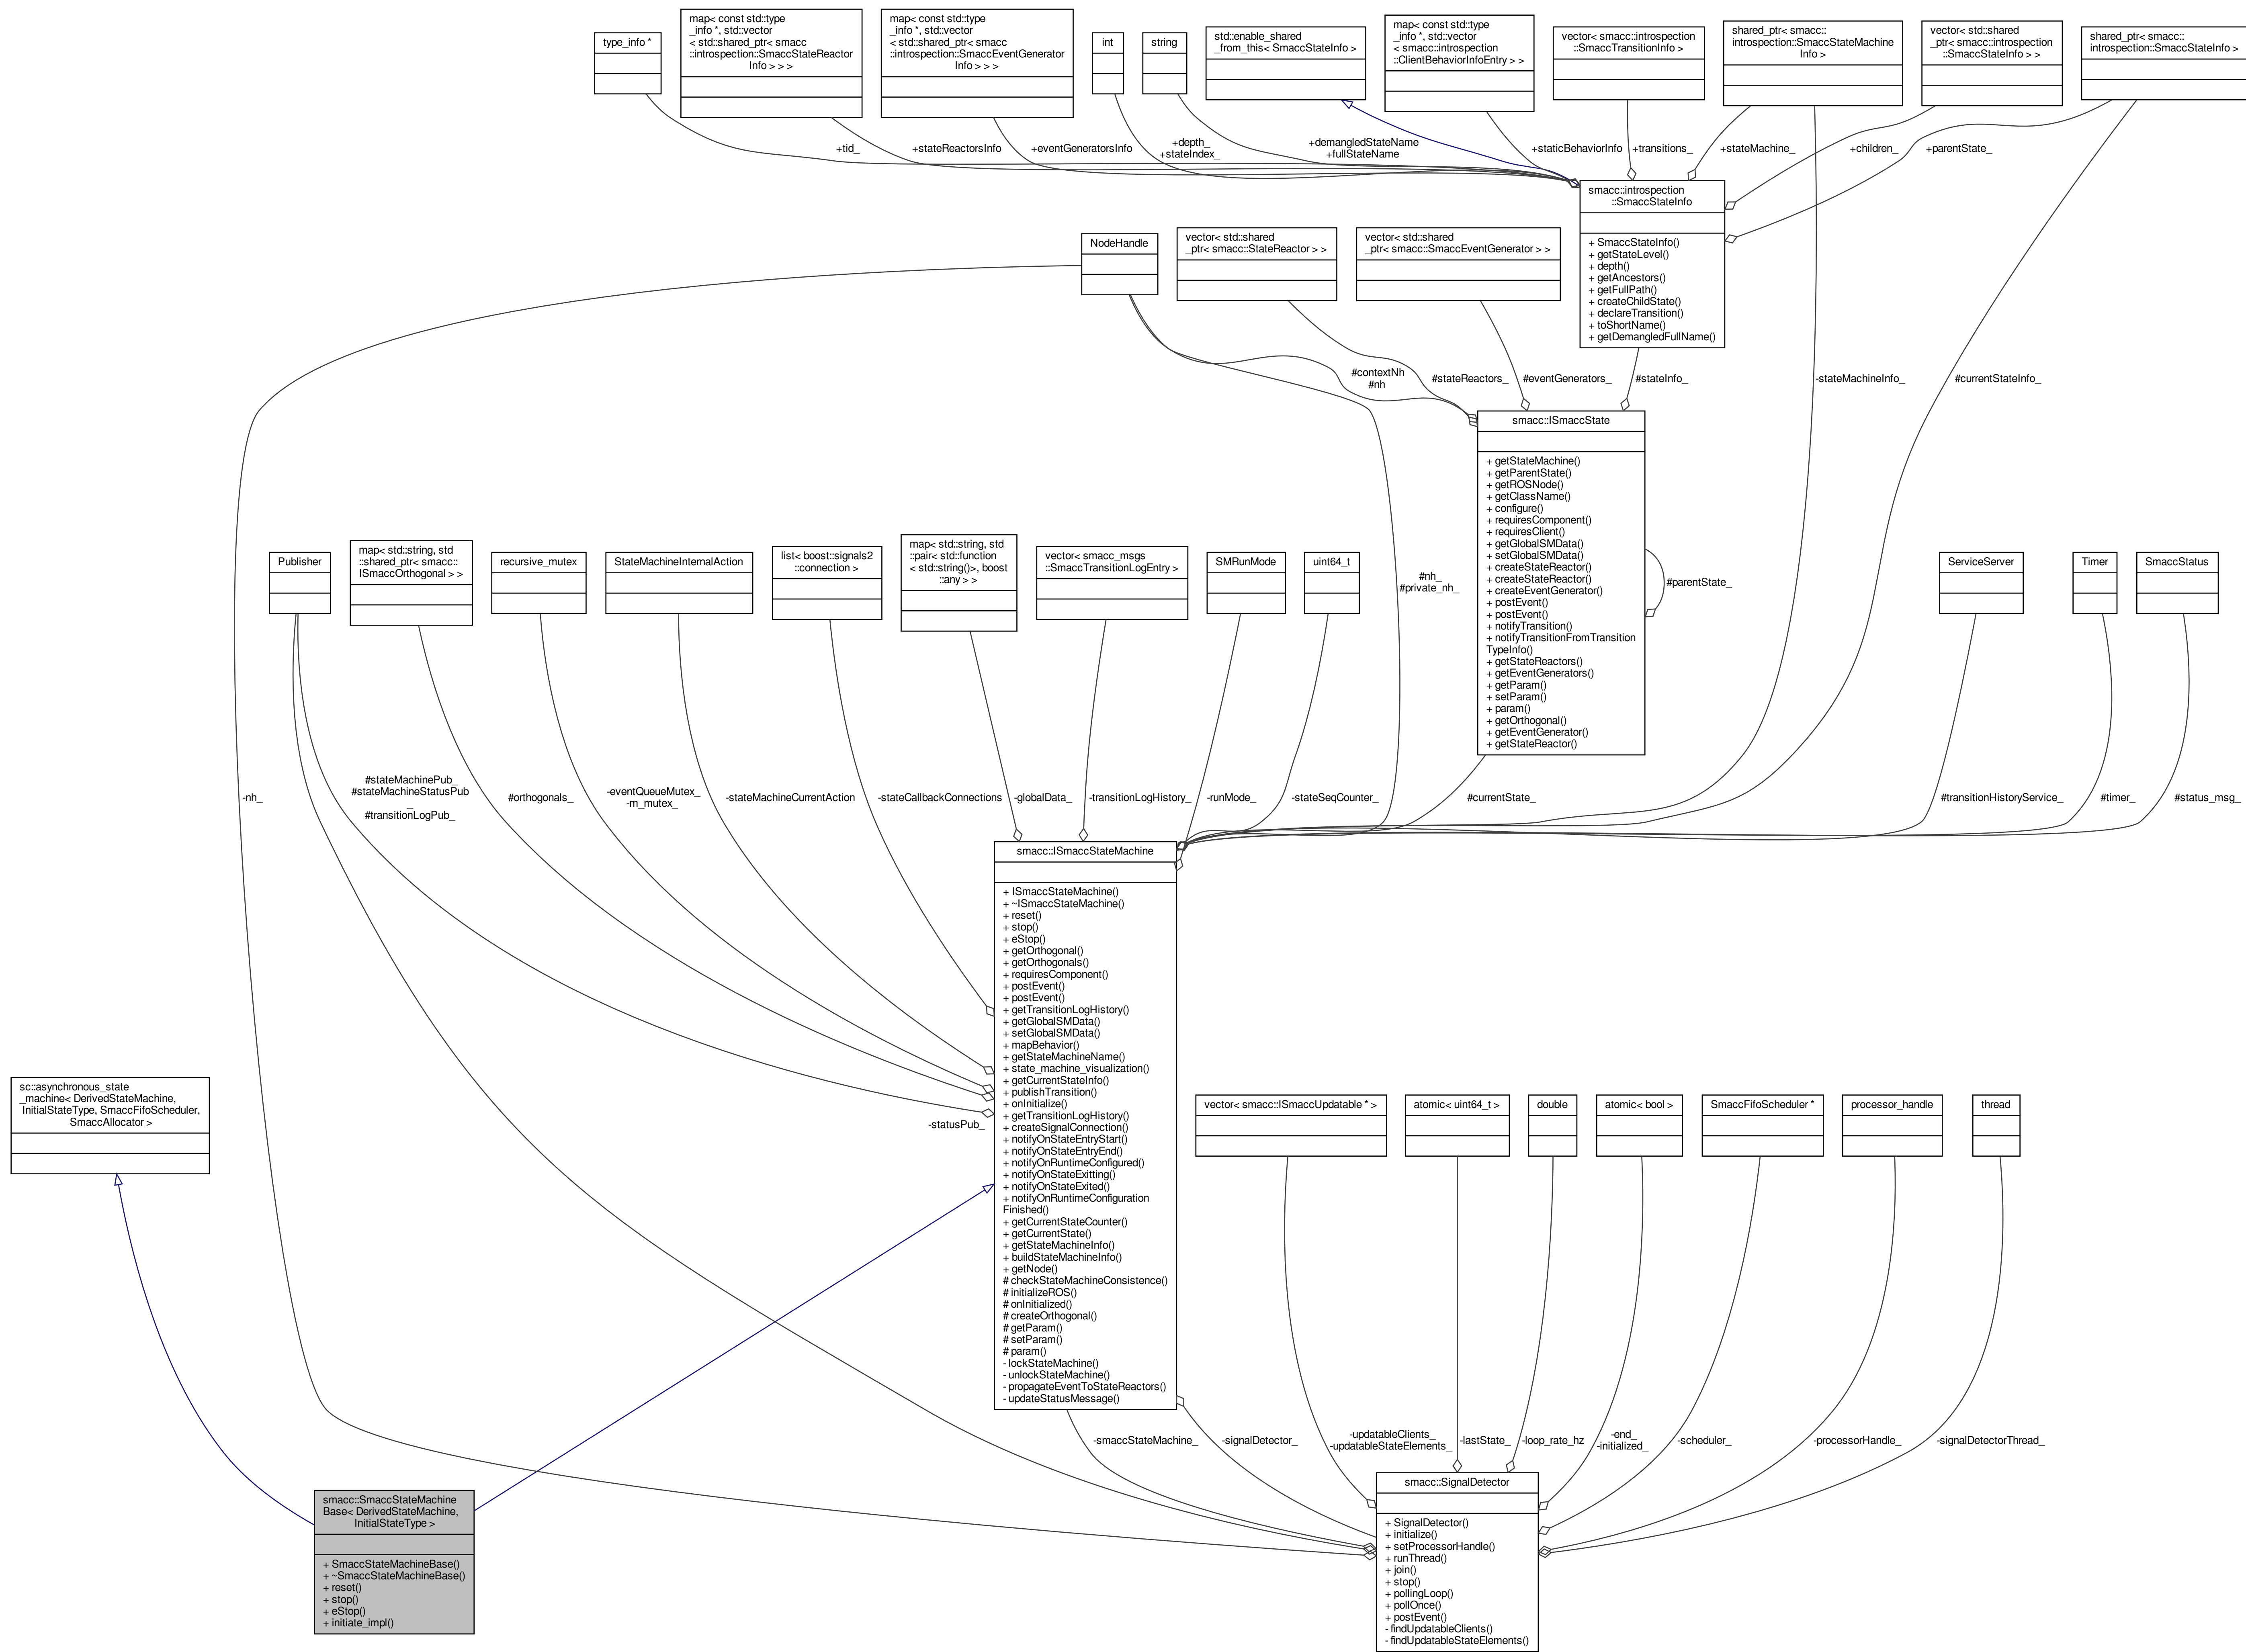 type_info *
map< const std::type
_info *, std::vector
< std::shared_ptr< smacc
::introspection::SmaccStateReactor
Info > > >
map< const std::type
_info *, std::vector
< std::shared_ptr< smacc
::introspection::SmaccEventGenerator
Info > > >
int
string
std::enable_shared
_from_this< SmaccStateInfo >
map< const std::type
_info *, std::vector
< smacc::introspection
::ClientBehaviorInfoEntry > >
vector< smacc::introspection
::SmaccTransitionInfo >
shared_ptr< smacc::
introspection::SmaccStateMachine
Info >
vector< std::shared
_ptr< smacc::introspection
::SmaccStateInfo > >
shared_ptr< smacc::
introspection::SmaccStateInfo >
+tid_
+stateReactorsInfo
+eventGeneratorsInfo
+depth_
+stateIndex_
+demangledStateName
+fullStateName
+staticBehaviorInfo
+transitions_
+stateMachine_
+children_
+parentState_
smacc::introspection
::SmaccStateInfo
+ SmaccStateInfo()
+ getStateLevel()
+ depth()
+ getAncestors()
+ getFullPath()
+ createChildState()
+ declareTransition()
+ toShortName()
+ getDemangledFullName()
NodeHandle
vector< std::shared
_ptr< smacc::StateReactor > >
vector< std::shared
_ptr< smacc::SmaccEventGenerator > >
#contextNh
#nh
#stateReactors_
#eventGenerators_
#stateInfo_
-stateMachineInfo_
#currentStateInfo_
smacc::ISmaccState
+ getStateMachine()
+ getParentState()
+ getROSNode()
+ getClassName()
+ configure()
+ requiresComponent()
+ requiresClient()
+ getGlobalSMData()
+ setGlobalSMData()
+ createStateReactor()
+ createStateReactor()
+ createEventGenerator()
+ postEvent()
+ postEvent()
+ notifyTransition()
+ notifyTransitionFromTransition
TypeInfo()
+ getStateReactors()
+ getEventGenerators()
+ getParam()
+ setParam()
+ param()
+ getOrthogonal()
+ getEventGenerator()
+ getStateReactor()
#parentState_
Publisher
map< std::string, std
::shared_ptr< smacc::
ISmaccOrthogonal > >
recursive_mutex
StateMachineInternalAction
list< boost::signals2
::connection >
map< std::string, std
::pair< std::function
< std::string()>, boost
::any > >
vector< smacc_msgs
::SmaccTransitionLogEntry >
SMRunMode
uint64_t
#nh_
#private_nh_
ServiceServer
Timer
SmaccStatus
-nh_
#stateMachinePub_
#stateMachineStatusPub
_
#transitionLogPub_
#orthogonals_
-eventQueueMutex_
-m_mutex_
-stateMachineCurrentAction
-stateCallbackConnections
-globalData_
-transitionLogHistory_
-runMode_
-stateSeqCounter_
#currentState_
#transitionHistoryService_
#timer_
#status_msg_
smacc::ISmaccStateMachine
+ ISmaccStateMachine()
+ ~ISmaccStateMachine()
+ reset()
+ stop()
+ eStop()
+ getOrthogonal()
+ getOrthogonals()
+ requiresComponent()
+ postEvent()
+ postEvent()
+ getTransitionLogHistory()
+ getGlobalSMData()
+ setGlobalSMData()
+ mapBehavior()
+ getStateMachineName()
+ state_machine_visualization()
+ getCurrentStateInfo()
+ publishTransition()
+ onInitialize()
+ getTransitionLogHistory()
+ createSignalConnection()
+ notifyOnStateEntryStart()
+ notifyOnStateEntryEnd()
+ notifyOnRuntimeConfigured()
+ notifyOnStateExitting()
+ notifyOnStateExited()
+ notifyOnRuntimeConfiguration
Finished()
+ getCurrentStateCounter()
+ getCurrentState()
+ getStateMachineInfo()
+ buildStateMachineInfo()
+ getNode()
# checkStateMachineConsistence()
# initializeROS()
# onInitialized()
# createOrthogonal()
# getParam()
# setParam()
# param()
- lockStateMachine()
- unlockStateMachine()
- propagateEventToStateReactors()
- updateStatusMessage()
-statusPub_
sc::asynchronous_state
_machine< DerivedStateMachine,
InitialStateType, SmaccFifoScheduler,
SmaccAllocator >
vector< smacc::ISmaccUpdatable * >
atomic< uint64_t >
double
atomic< bool >
SmaccFifoScheduler *
processor_handle
thread
-smaccStateMachine_
-signalDetector_
-updatableClients_
-updatableStateElements_
-lastState_
-loop_rate_hz
-end_
-initialized_
-scheduler_
-processorHandle_
-signalDetectorThread_
smacc::SmaccStateMachine
Base< DerivedStateMachine,
InitialStateType >
+ SmaccStateMachineBase()
+ ~SmaccStateMachineBase()
+ reset()
+ stop()
+ eStop()
+ initiate_impl()
smacc::SignalDetector
+ SignalDetector()
+ initialize()
+ setProcessorHandle()
+ runThread()
+ join()
+ stop()
+ pollingLoop()
+ pollOnce()
+ postEvent()
- findUpdatableClients()
- findUpdatableStateElements()